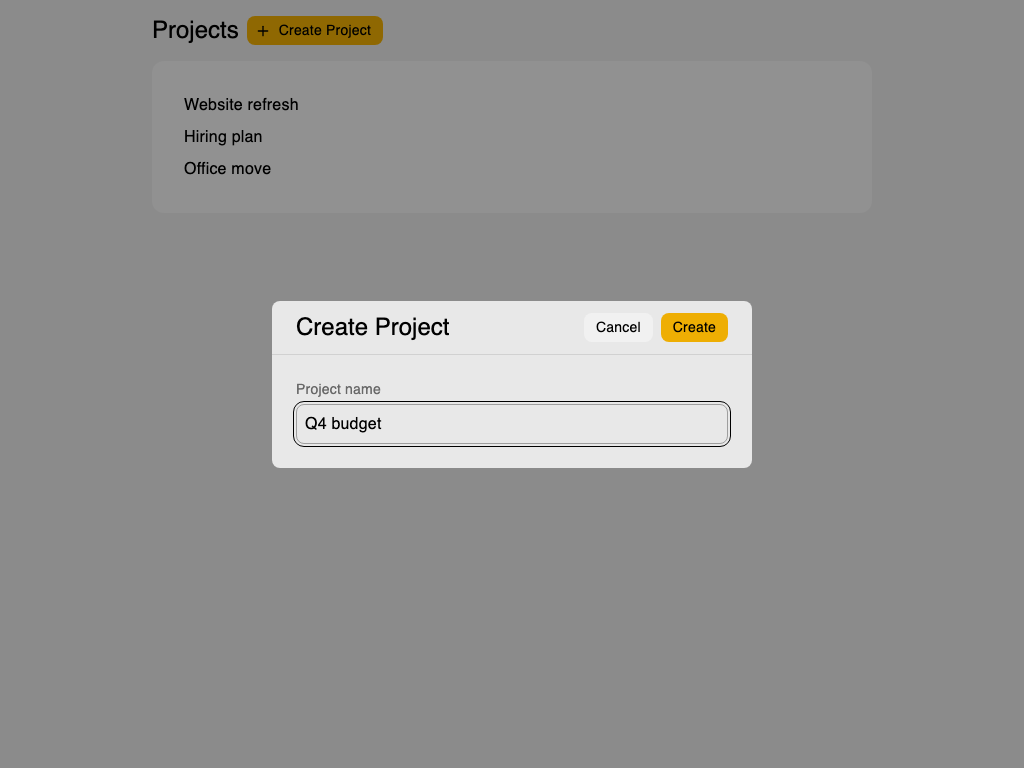 Projects
+ Create Project
Website refresh
Hiring plan
Office move
Create Project
Cancel
Create
Project name
Q4 budget